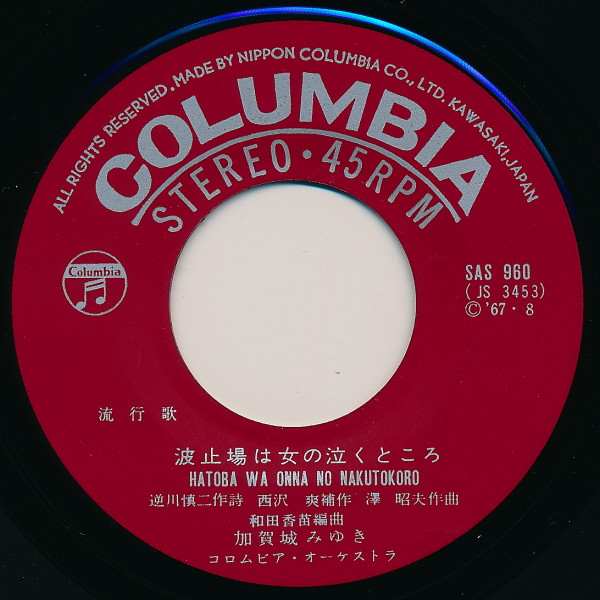 ALL RIGHTS RESERVED. MADE BY NIPPON COLUMBIA CO., LTD. KAWASAKI, JAPAN
COLUMBIA
STEREO・45RPM
Columbia
SAS 960
(JS 3453)
Ⓒ'67・8
流行歌
波止場は女の泣くところ
HATOBA WA ONNA NO NAKUTOKORO
逆川慎二作詩 西沢 爽補作 澤 昭夫作曲
和田香苗編曲
加賀城みゆき
コロムビア・オーケストラ